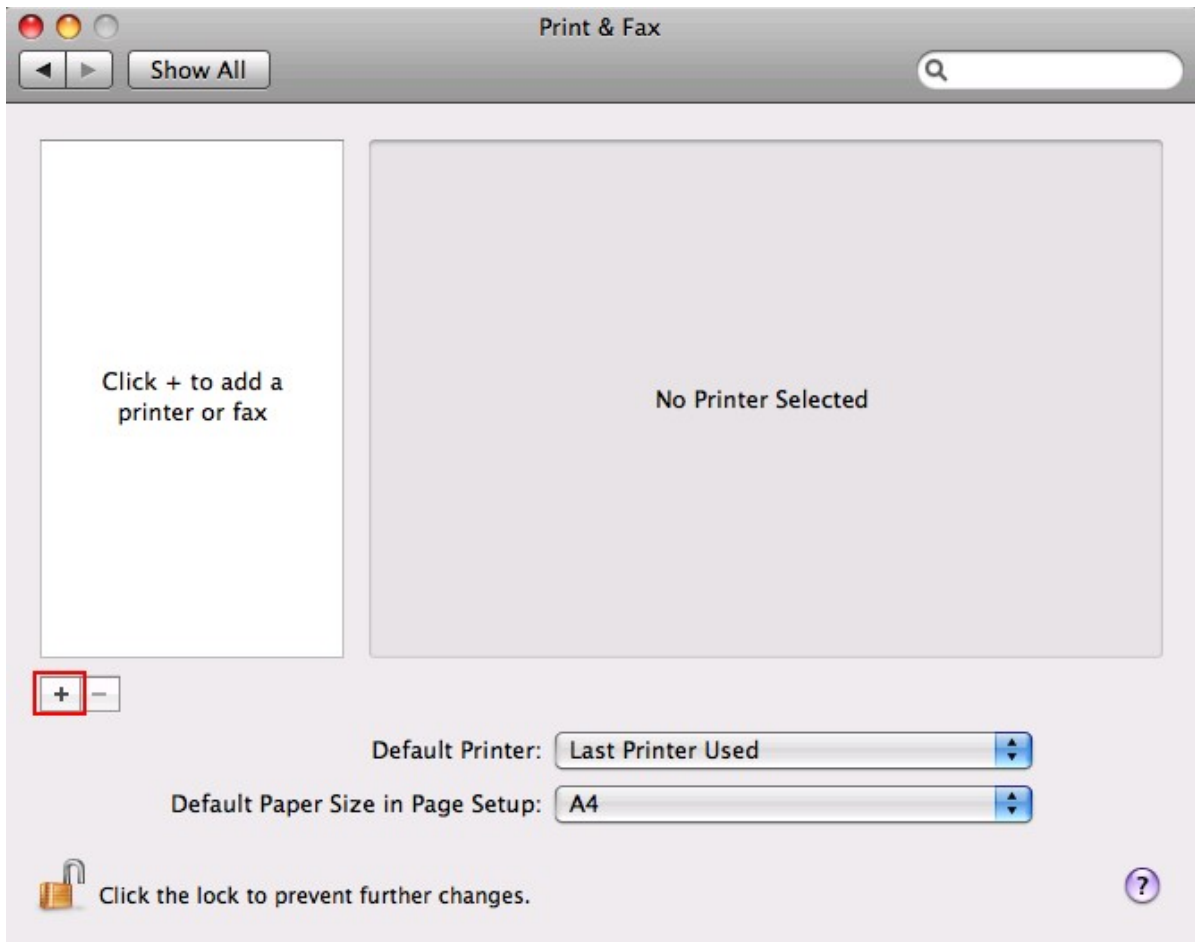 Print & Fax
Show All
Click + to add a
printer or fax
No Printer Selected
+ −
Default Printer: Last Printer Used
Default Paper Size in Page Setup: A4
Click the lock to prevent further changes.
?